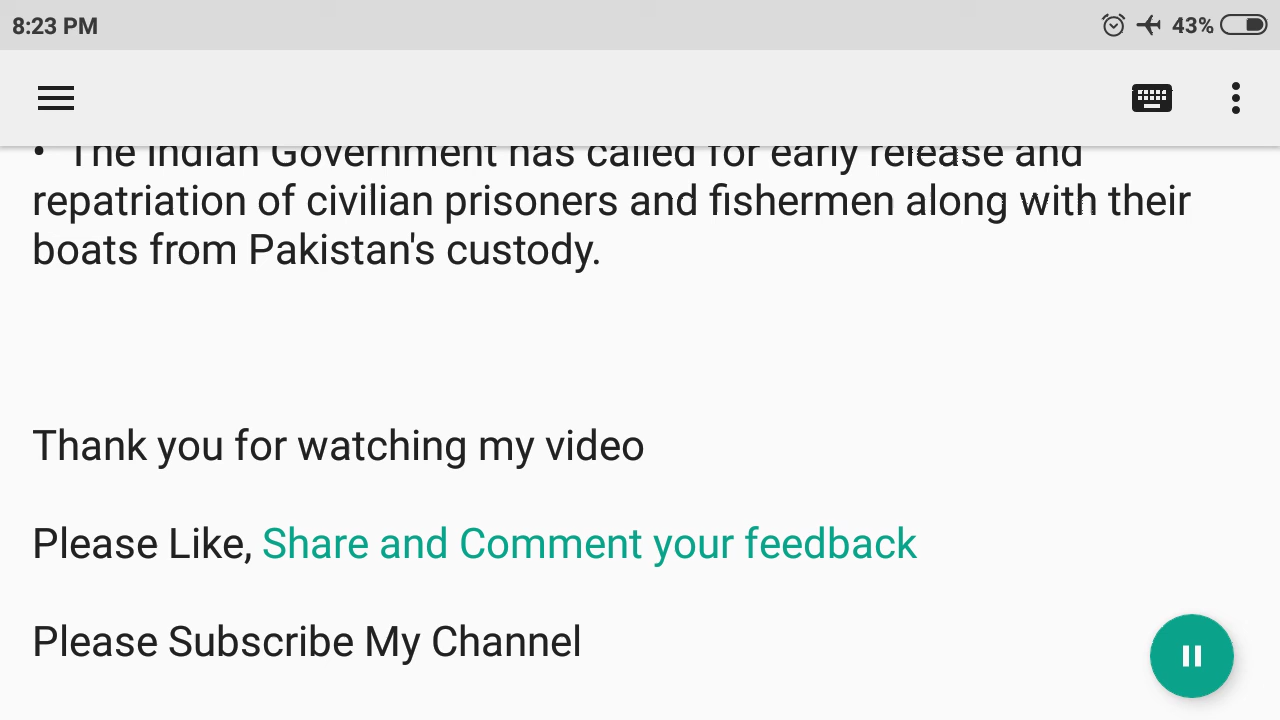 8:23 PM
43%
• The Indian Government has called for early release and
repatriation of civilian prisoners and fishermen along with their
boats from Pakistan's custody.
Thank you for watching my video
Please Like, Share and Comment your feedback
Please Subscribe My Channel